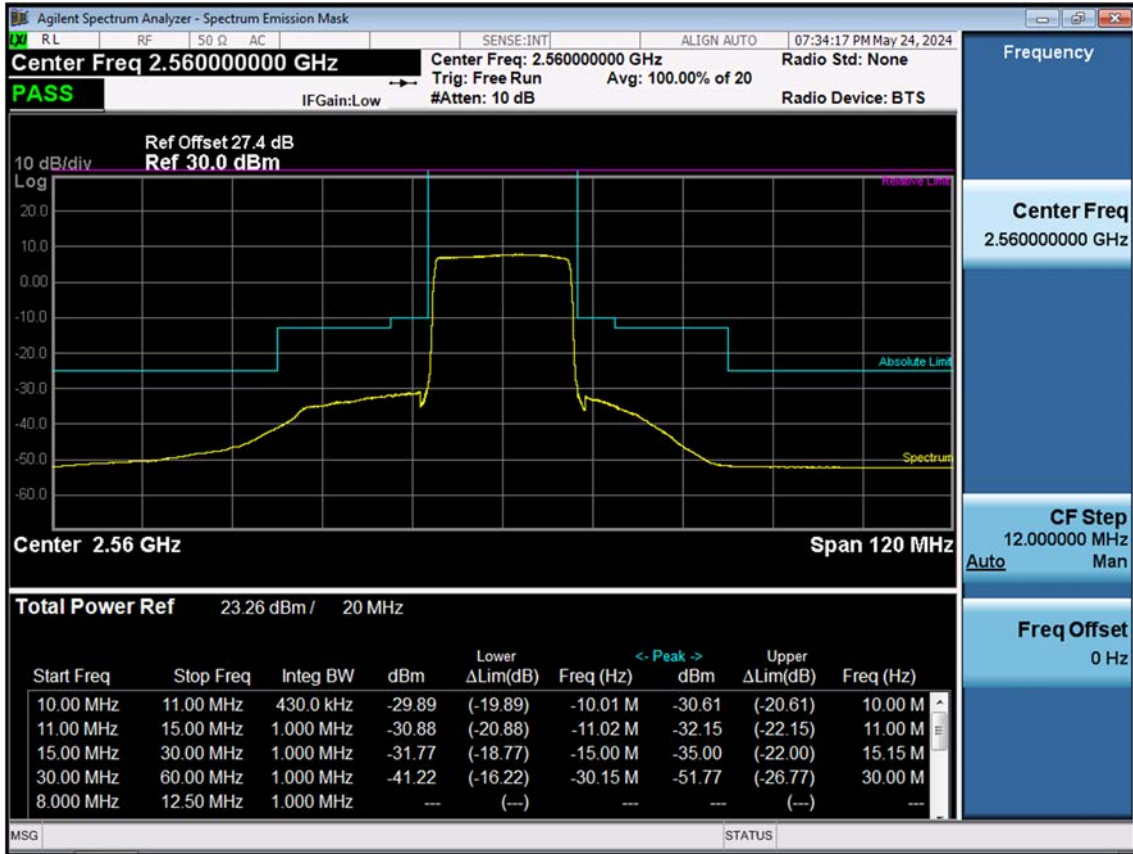 Agilent Spectrum Analyzer - Spectrum Emission Mask
LXI RL RF 50 Ω AC SENSE:INT ALIGN AUTO 07:34:17 PM May 24, 2024
Center Freq 2.560000000 GHz
PASS
IFGain:Low
Center Freq: 2.560000000 GHz
Trig: Free Run Avg: 100.00% of 20
#Atten: 10 dB
Radio Std: None
Radio Device: BTS
Ref Offset 27.4 dB
10 dB/div Ref 30.0 dBm
Log
Relative Limit
20.0
10.0
0.00
-10.0
-20.0
Absolute Limit
-30.0
-40.0
-50.0
Spectrum
-60.0
Center 2.56 GHz Span 120 MHz
Total Power Ref 23.26 dBm / 20 MHz
Lower <- Peak -> Upper
Start Freq Stop Freq Integ BW dBm ΔLim(dB) Freq (Hz) dBm ΔLim(dB) Freq (Hz)
10.00 MHz 11.00 MHz 430.0 kHz -29.89 (-19.89) -10.01 M -30.61 (-20.61) 10.00 M
11.00 MHz 15.00 MHz 1.000 MHz -30.88 (-20.88) -11.02 M -32.15 (-22.15) 11.00 M
15.00 MHz 30.00 MHz 1.000 MHz -31.77 (-18.77) -15.00 M -35.00 (-22.00) 15.15 M
30.00 MHz 60.00 MHz 1.000 MHz -41.22 (-16.22) -30.15 M -51.77 (-26.77) 30.00 M
8.000 MHz 12.50 MHz 1.000 MHz --- (---) --- --- (---) ---
MSG STATUS
Frequency
Center Freq
2.560000000 GHz
CF Step
12.000000 MHz
Auto Man
Freq Offset
0 Hz